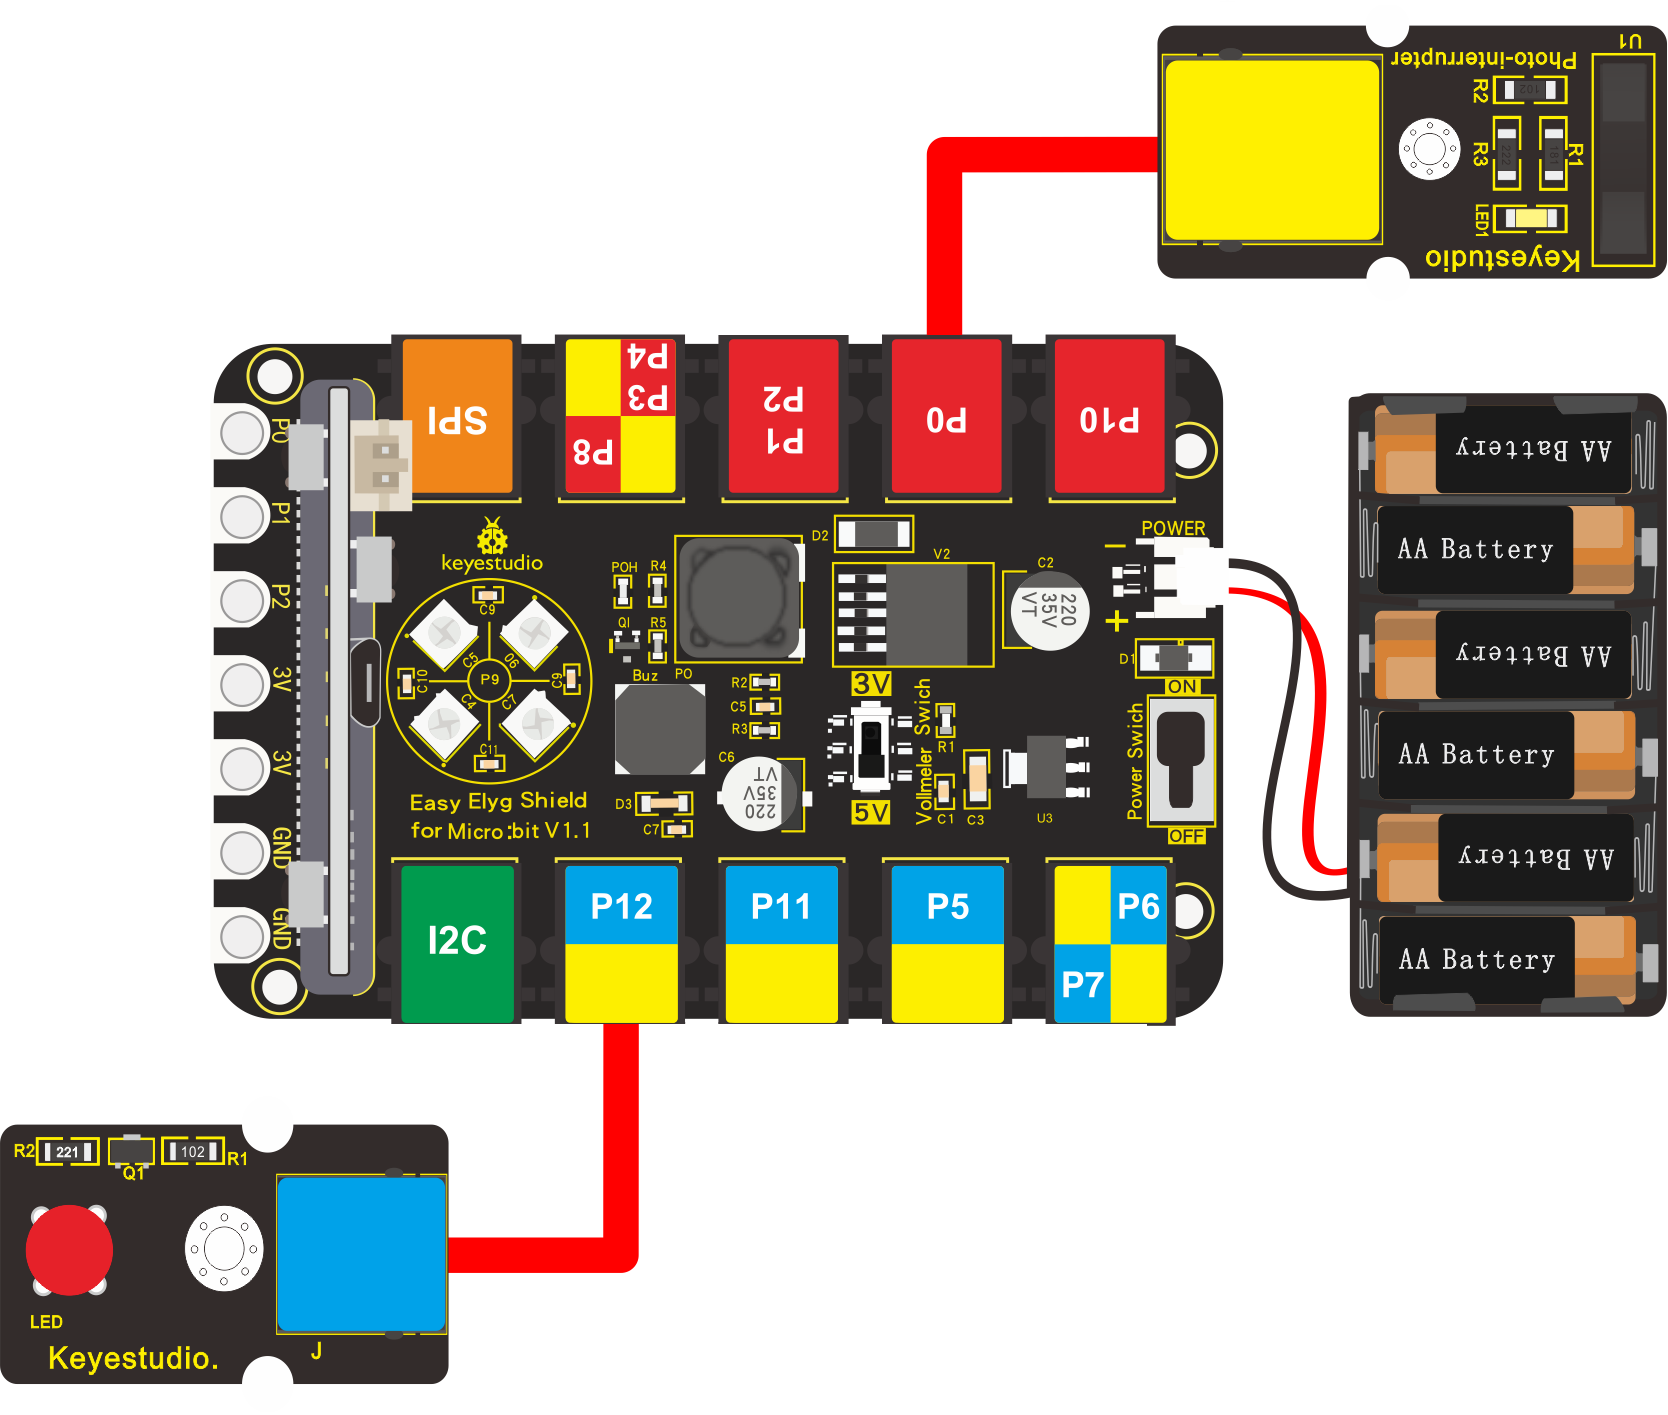 U1
Photo-interrupter
R2
102
R3
222
181
R1
LED1
Keyestudio
SPI
P4
P3
P8
P2
P1
P0
P10
P0
P1
P2
3V
3V
GND
GND
keyestudio
C9
C5
06
C10
P9
C9
C4
C7
C11
Easy Elyg Shield
for Micro:bit V1.1
POH
R4
QI
R5
Buz
PO
R2
C5
R3
C6
220
35V
VT
D3
C7
D2
V2
C2
220
35V
VT
3V
5V
Vollmeler Swich
R1
C1
C3
U3
POWER
−
+
D1
ON
Power Swich
OFF
I2C
P12
P11
P5
P6
P7
AA Battery
AA Battery
AA Battery
AA Battery
AA Battery
AA Battery
R2
221
Q1
102
R1
LED
J
Keyestudio.